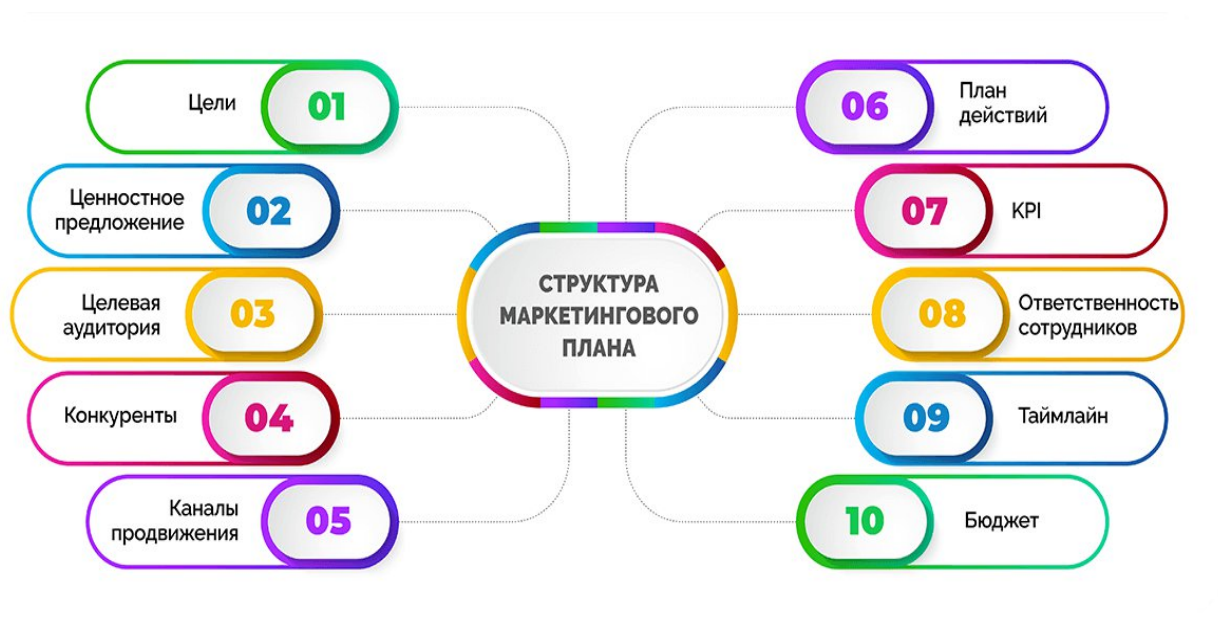 СТРУКТУРА
МАРКЕТИНГОВОГО
ПЛАНА
Цели
01
Ценностное
предложение
02
Целевая
аудитория
03
Конкуренты
04
Каналы
продвижения
05
06
План
действий
07
KPI
08
Ответственность
сотрудников
09
Таймлайн
10
Бюджет